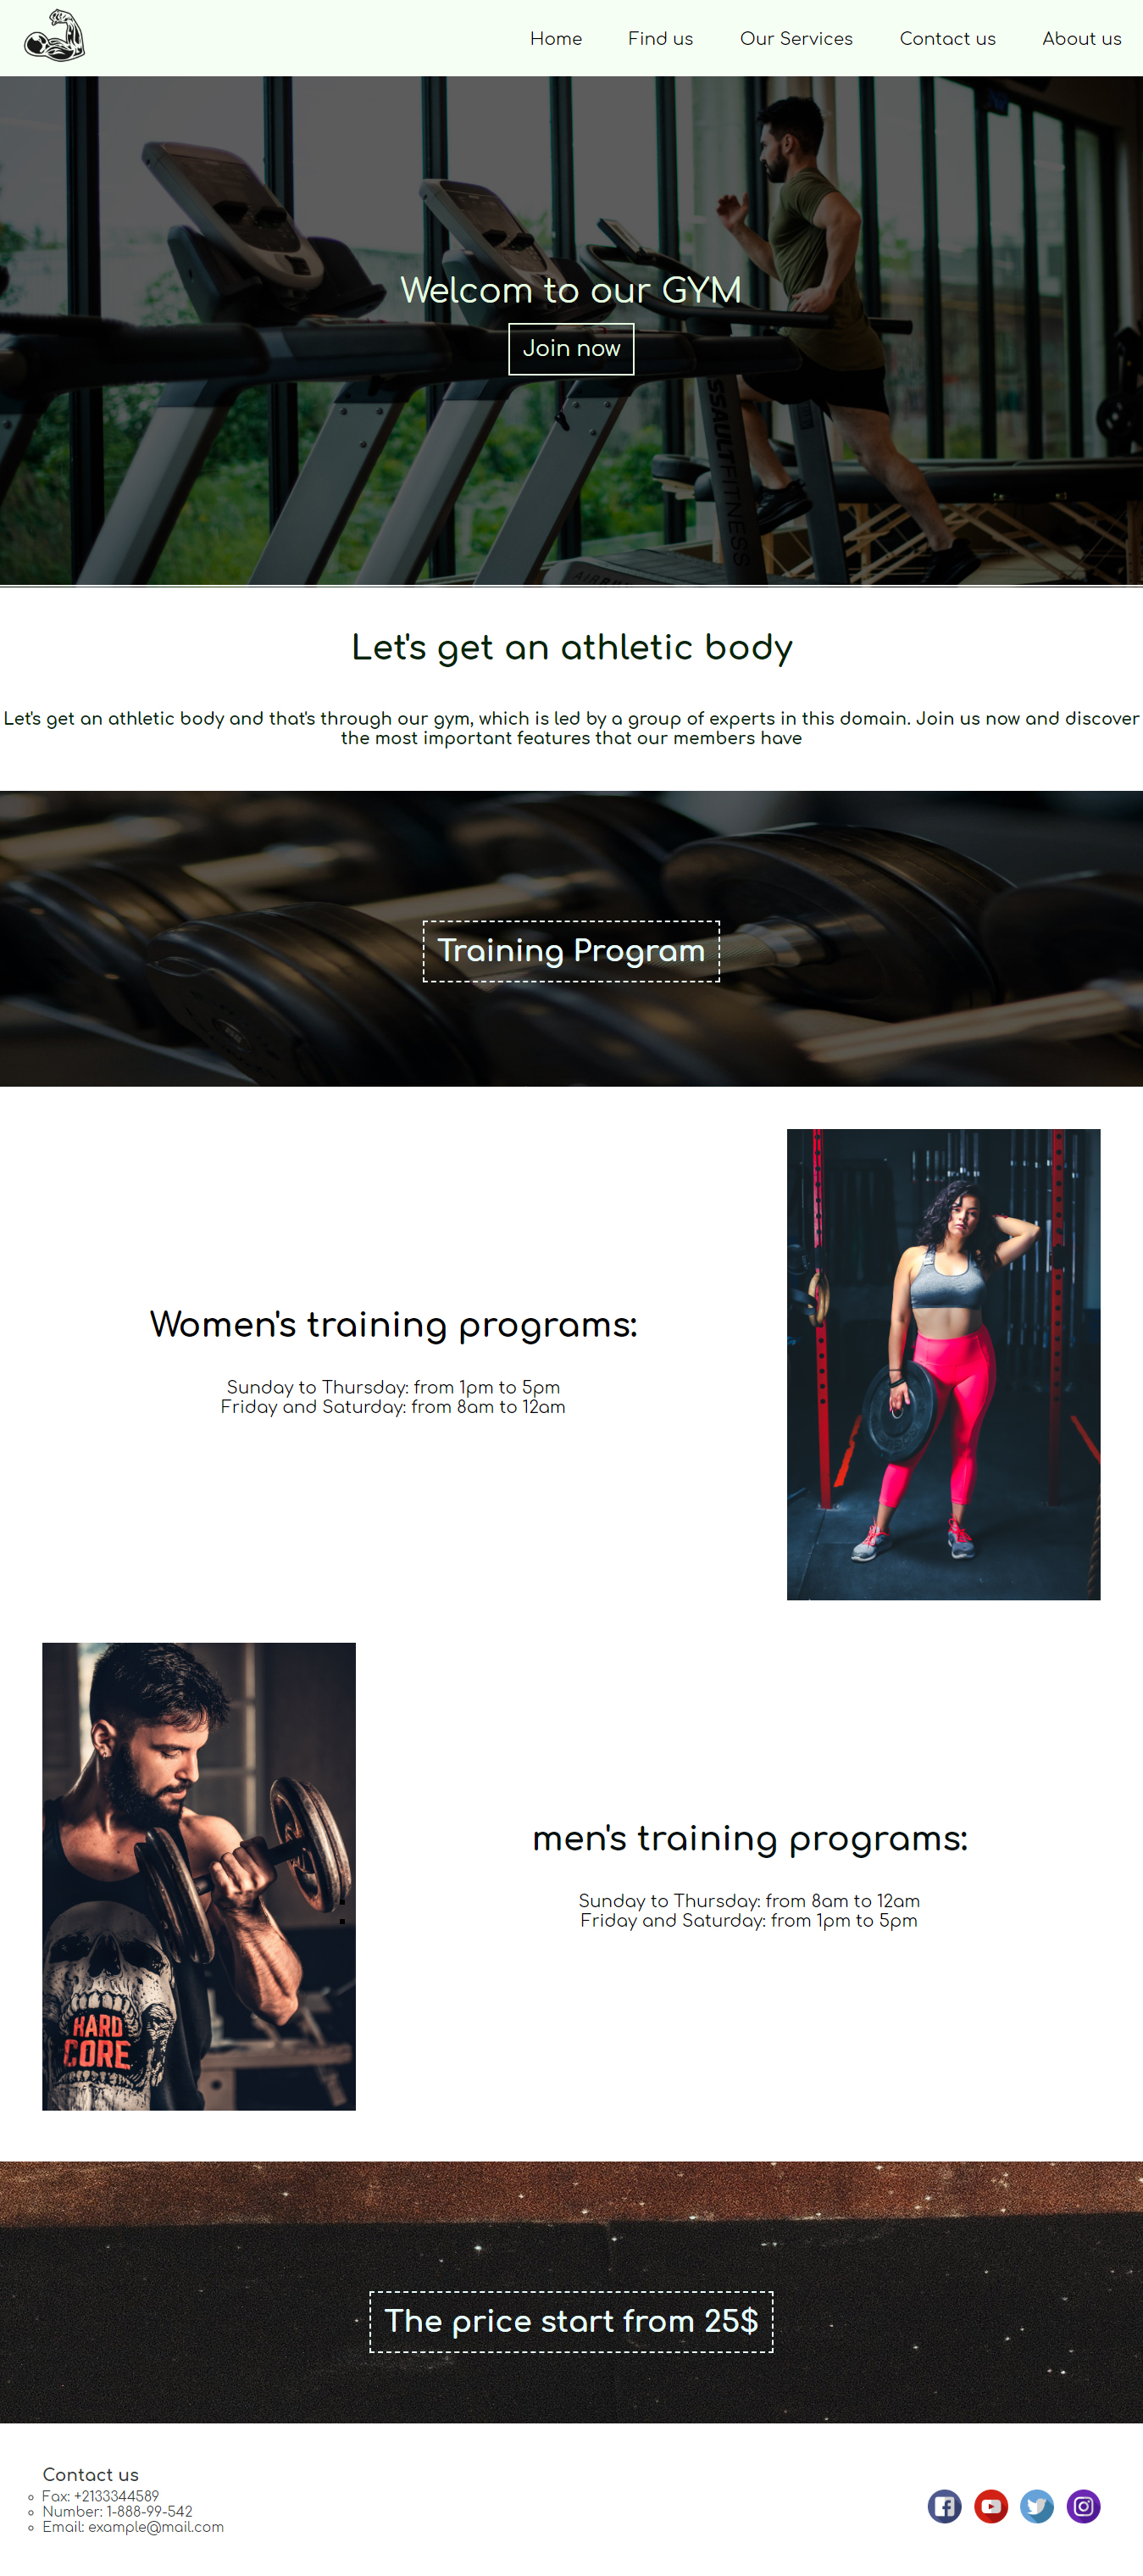 Home Find us Our Services Contact us About us
Welcom to our GYM
Join now
SSAULTFITNESS
Let's get an athletic body
Let's get an athletic body and that's through our gym, which is led by a group of experts in this domain. Join us now and discover
the most important features that our members have
Training Program
Women's training programs:
Sunday to Thursday: from 1pm to 5pm
Friday and Saturday: from 8am to 12am
HARD
CORE
men's training programs:
Sunday to Thursday: from 8am to 12am
Friday and Saturday: from 1pm to 5pm
The price start from 25$
Contact us
Fax: +2133344589
Number: 1-888-99-542
Email: example@mail.com